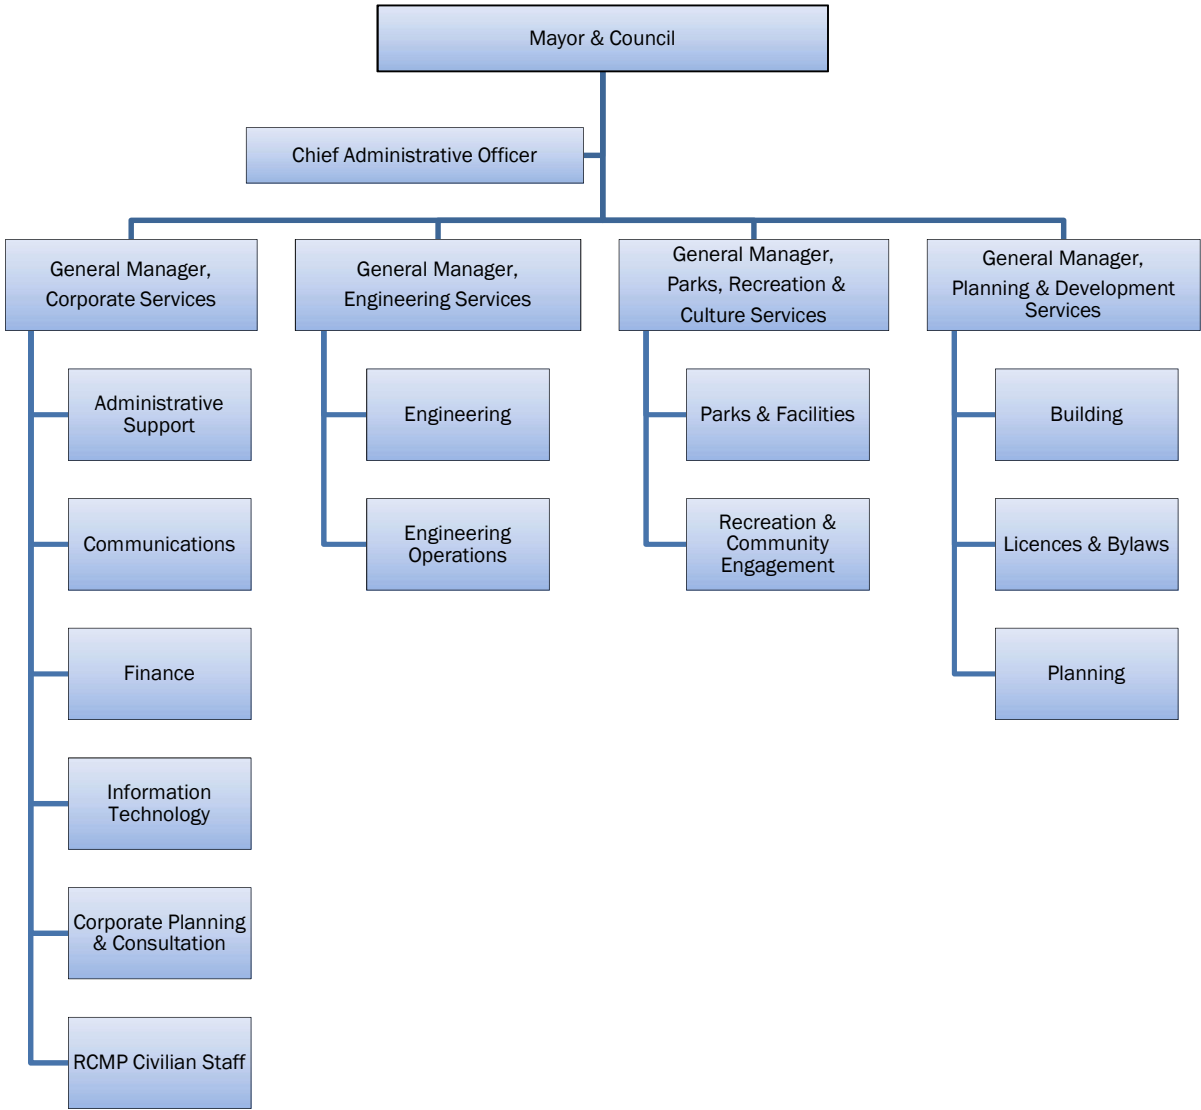 Mayor & Council
Chief Administrative Officer
General Manager,
Corporate Services
General Manager,
Engineering Services
General Manager,
Parks, Recreation &
Culture Services
General Manager,
Planning & Development
Services
Administrative
Support
Engineering
Parks & Facilities
Building
Communications
Engineering
Operations
Recreation &
Community
Engagement
Licences & Bylaws
Finance
Planning
Information
Technology
Corporate Planning
& Consultation
RCMP Civilian Staff